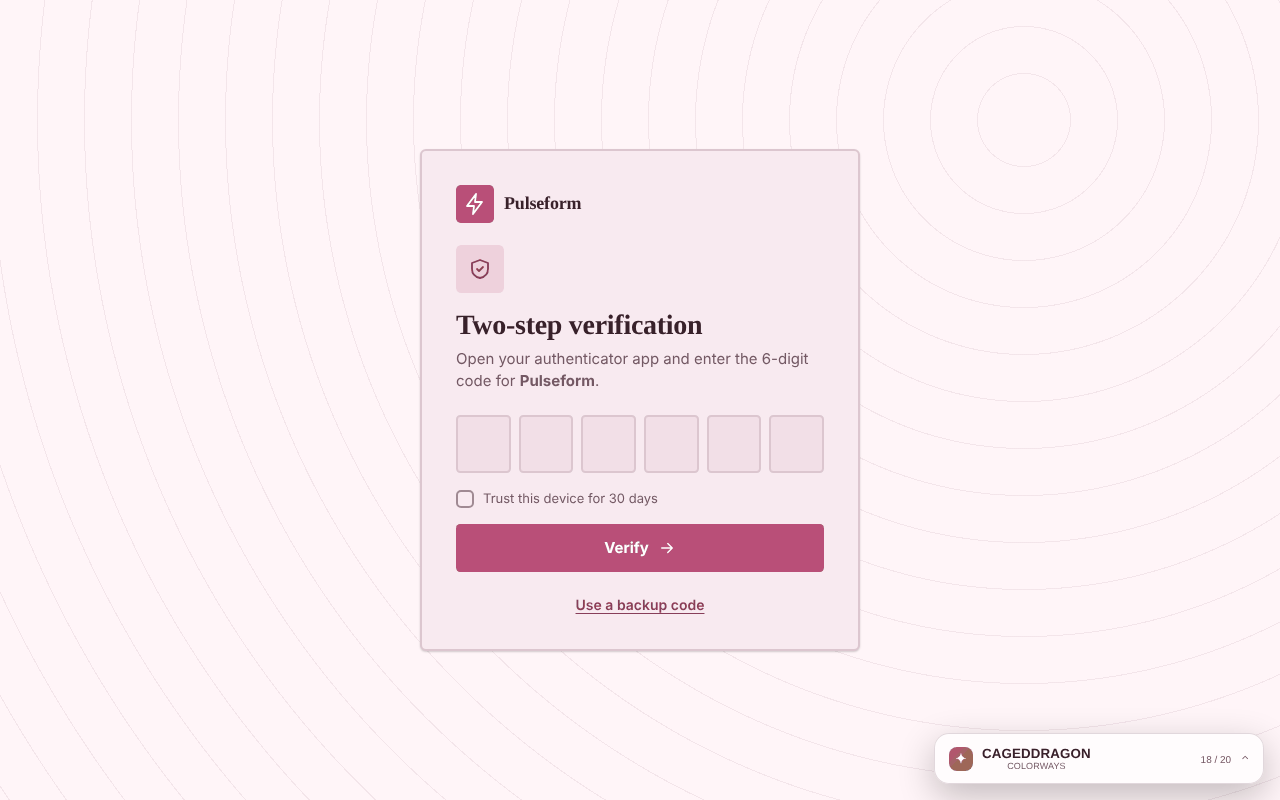 Pulseform
Two-step verification
Open your authenticator app and enter the 6-digit
code for Pulseform.
Trust this device for 30 days
Verify
Use a backup code
CAGEDDRAGON
COLORWAYS
18 / 20